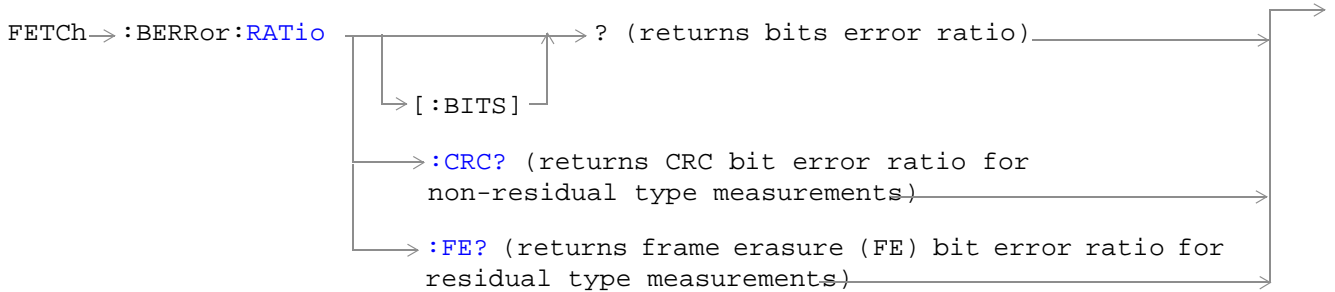 FETCh :BERRor:RATio ? (returns bits error ratio)
[:BITS]
:CRC? (returns CRC bit error ratio for
non-residual type measurements)
:FE? (returns frame erasure (FE) bit error ratio for
residual type measurements)